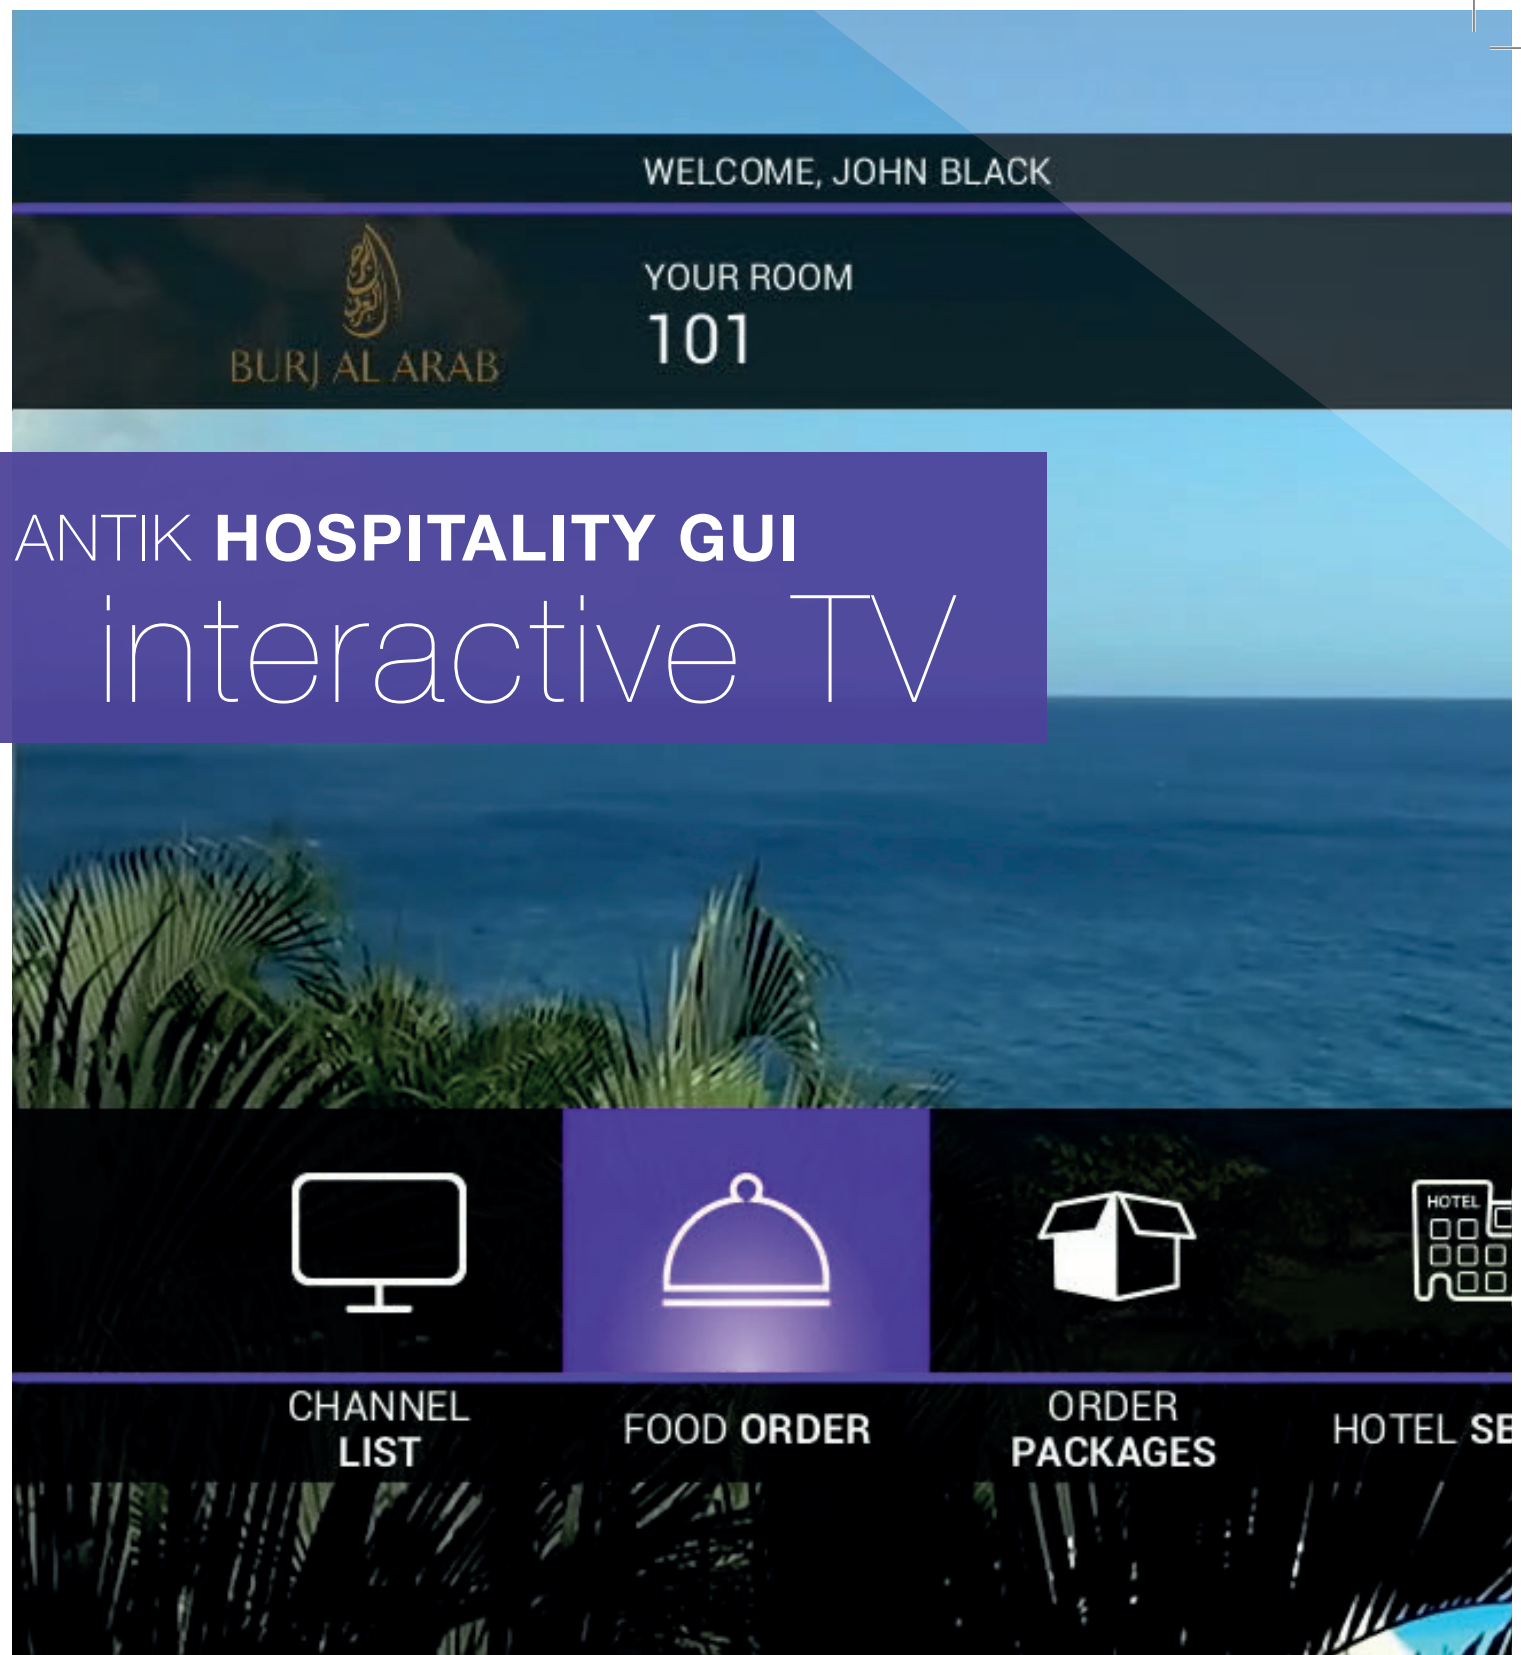 WELCOME, JOHN BLACK
YOUR ROOM
101
BURJ AL ARAB
ANTIK HOSPITALITY GUI
interactive TV
HOTEL
CHANNEL
LIST
FOOD ORDER
ORDER
PACKAGES
HOTEL